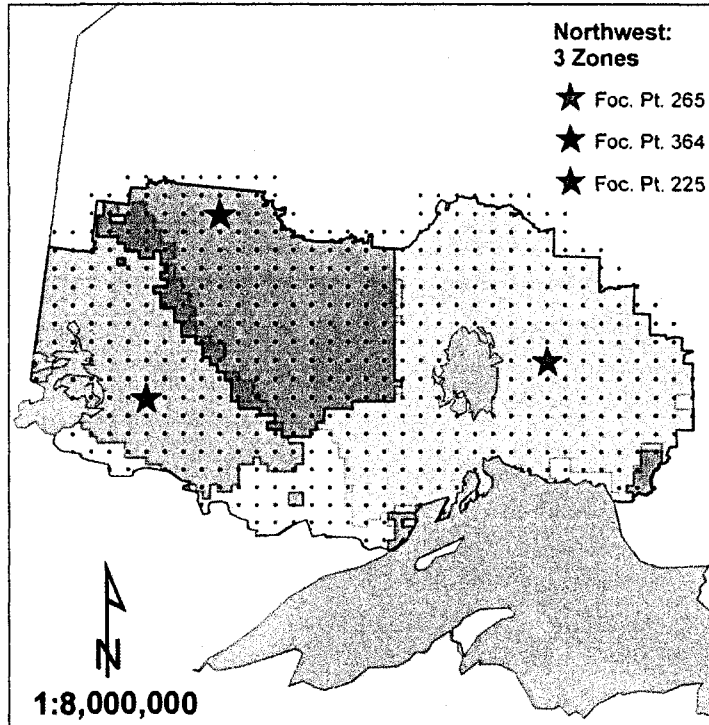 Northwest:
3 Zones
Foc. Pt. 265
Foc. Pt. 364
Foc. Pt. 225
N
1:8,000,000